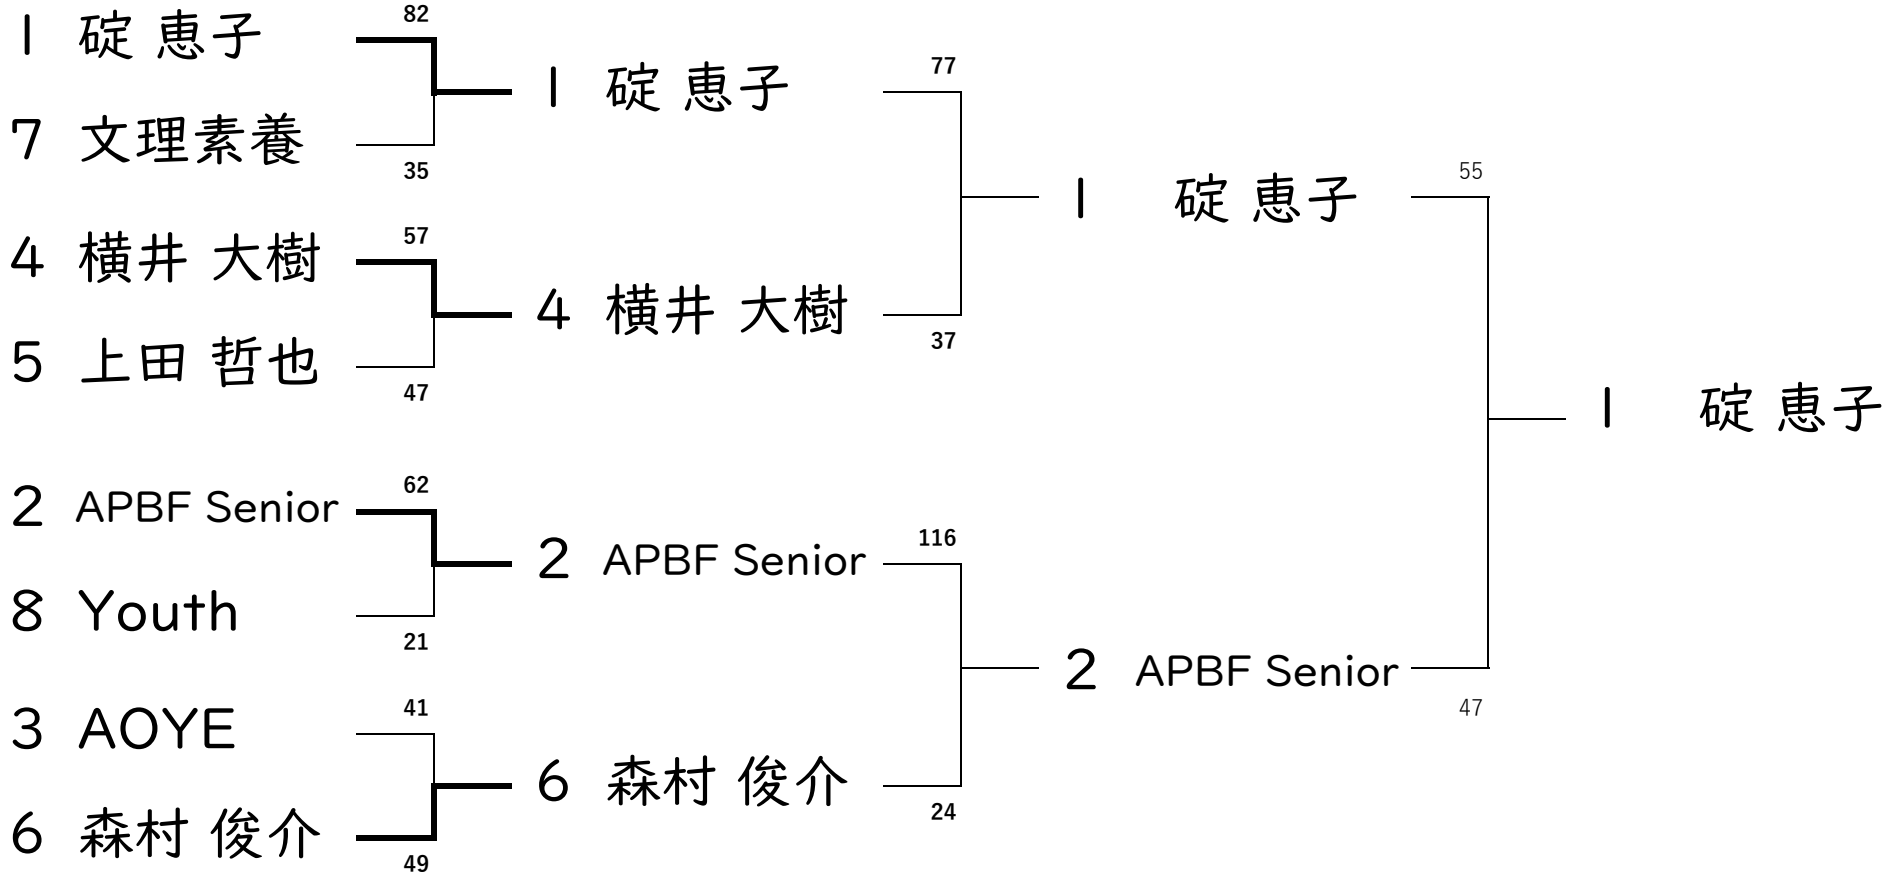 82
1 碇 恵子
77
1 碇 恵子
7 文理素養
35
55
1 碇 恵子
57
4 横井 大樹
4 横井 大樹
37
5 上田 哲也
47
1 碇 恵子
62
2 APBF Senior
116
2 APBF Senior
8 Youth
21
2 APBF Senior
47
41
3 AOYE
6 森村 俊介
24
6 森村 俊介
49